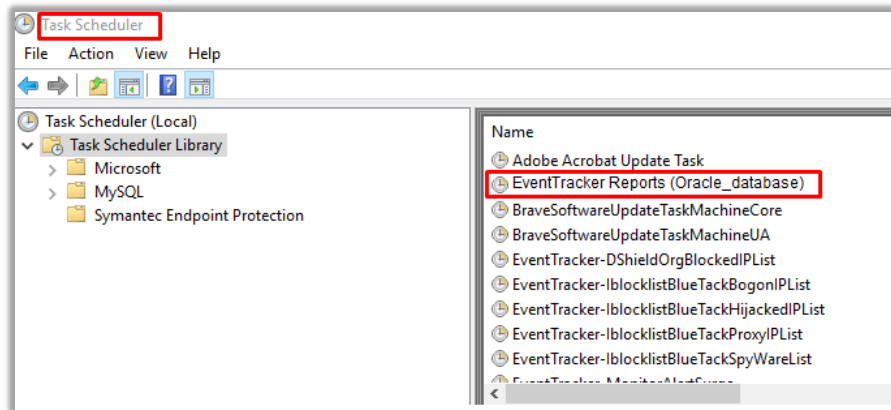 Task Scheduler
File Action View Help
Task Scheduler (Local)
Task Scheduler Library
Microsoft
MySQL
Symantec Endpoint Protection
Name
Adobe Acrobat Update Task
EventTracker Reports (Oracle_database)
BraveSoftwareUpdateTaskMachineCore
BraveSoftwareUpdateTaskMachineUA
EventTracker-DShieldOrgBlockedIPList
EventTracker-IblocklistBlueTackBogonIPList
EventTracker-IblocklistBlueTackHijackedIPList
EventTracker-IblocklistBlueTackProxyIPList
EventTracker-IblocklistBlueTackSpyWareList